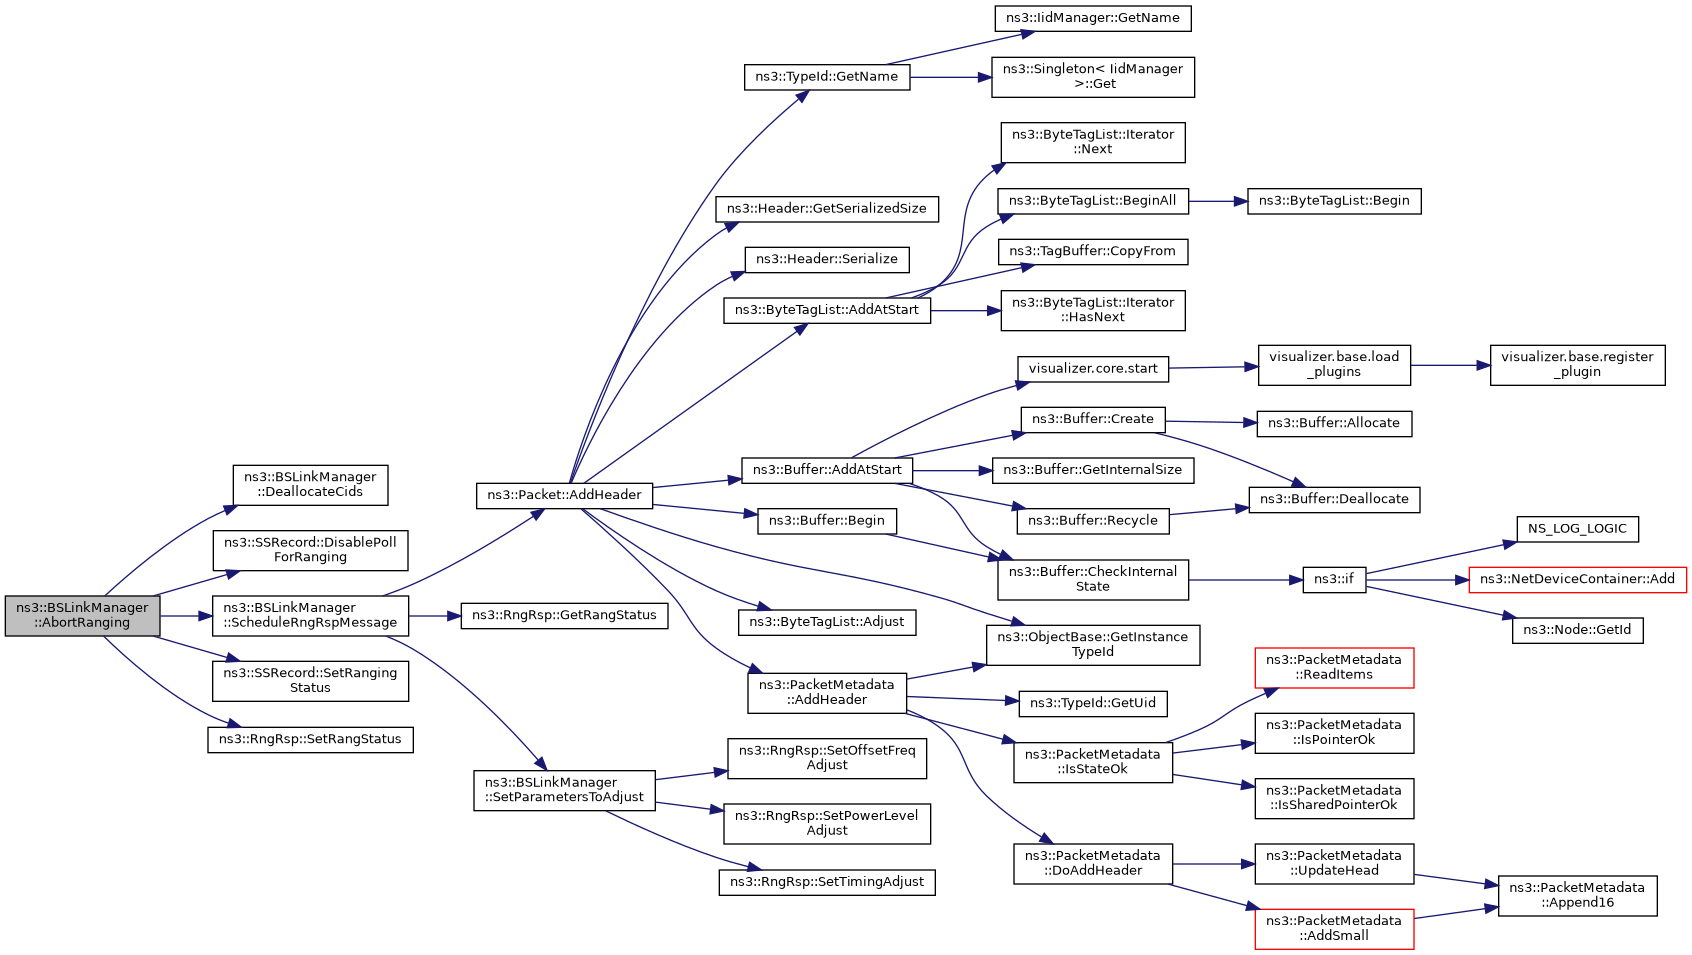 ns3::IidManager::GetName
ns3::TypeId::GetName
ns3::Singleton< IidManager
>::Get
ns3::ByteTagList::Iterator
::Next
ns3::Header::GetSerializedSize
ns3::ByteTagList::BeginAll
ns3::ByteTagList::Begin
ns3::Header::Serialize
ns3::TagBuffer::CopyFrom
ns3::ByteTagList::AddAtStart
ns3::ByteTagList::Iterator
::HasNext
visualizer.core.start
visualizer.base.load
_plugins
visualizer.base.register
_plugin
ns3::Buffer::Create
ns3::Buffer::Allocate
ns3::BSLinkManager
::DeallocateCids
ns3::Packet::AddHeader
ns3::Buffer::AddAtStart
ns3::Buffer::GetInternalSize
ns3::Buffer::Deallocate
ns3::Buffer::Begin
ns3::Buffer::Recycle
NS_LOG_LOGIC
ns3::SSRecord::DisablePoll
ForRanging
ns3::Buffer::CheckInternal
State
ns3::if
ns3::NetDeviceContainer::Add
ns3::BSLinkManager
::AbortRanging
ns3::BSLinkManager
::ScheduleRngRspMessage
ns3::RngRsp::GetRangStatus
ns3::ByteTagList::Adjust
ns3::ObjectBase::GetInstance
TypeId
ns3::Node::GetId
ns3::SSRecord::SetRanging
Status
ns3::PacketMetadata
::AddHeader
ns3::TypeId::GetUid
ns3::PacketMetadata
::ReadItems
ns3::RngRsp::SetRangStatus
ns3::PacketMetadata
::IsStateOk
ns3::PacketMetadata
::IsPointerOk
ns3::BSLinkManager
::SetParametersToAdjust
ns3::RngRsp::SetOffsetFreq
Adjust
ns3::PacketMetadata
::IsSharedPointerOk
ns3::RngRsp::SetPowerLevel
Adjust
ns3::RngRsp::SetTimingAdjust
ns3::PacketMetadata
::DoAddHeader
ns3::PacketMetadata
::UpdateHead
ns3::PacketMetadata
::Append16
ns3::PacketMetadata
::AddSmall